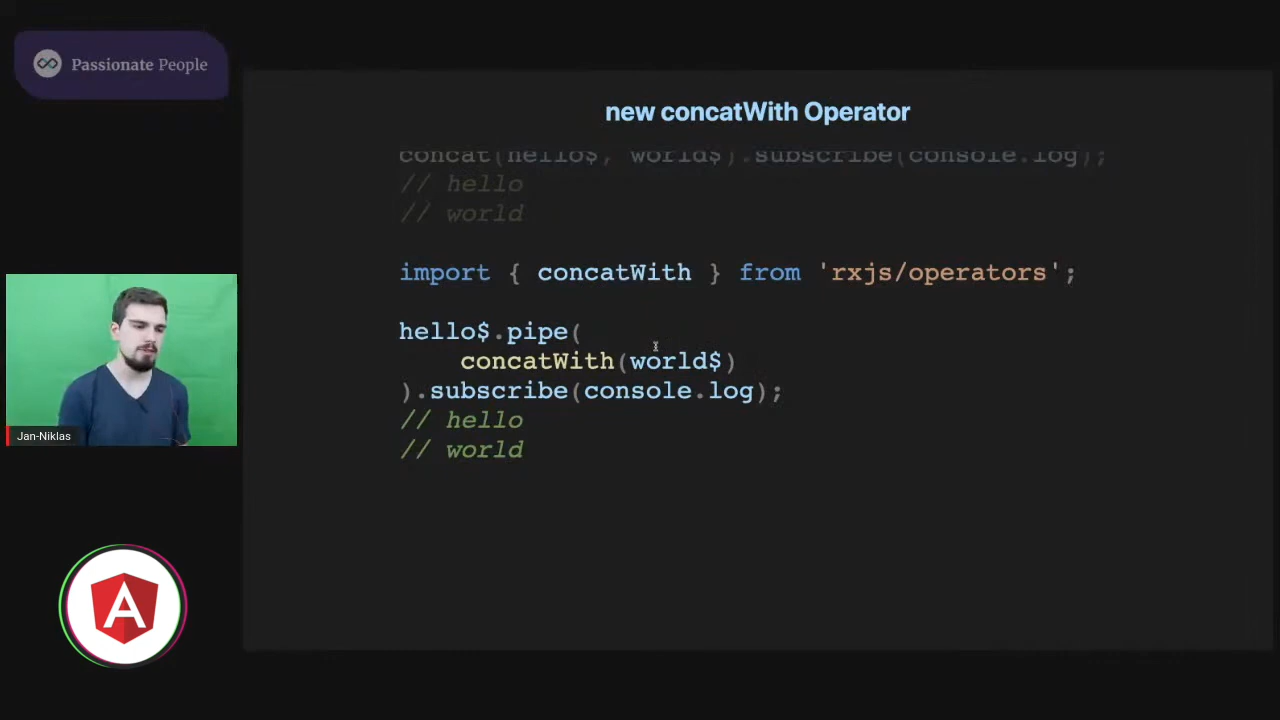 Passionate People
new concatWith Operator
concat(hello$, world$).subscribe(console.log);
// hello
// world
import { concatWith } from 'rxjs/operators';
hello$.pipe(
concatWith(world$)
).subscribe(console.log);
// hello
// world
Jan-Niklas
A